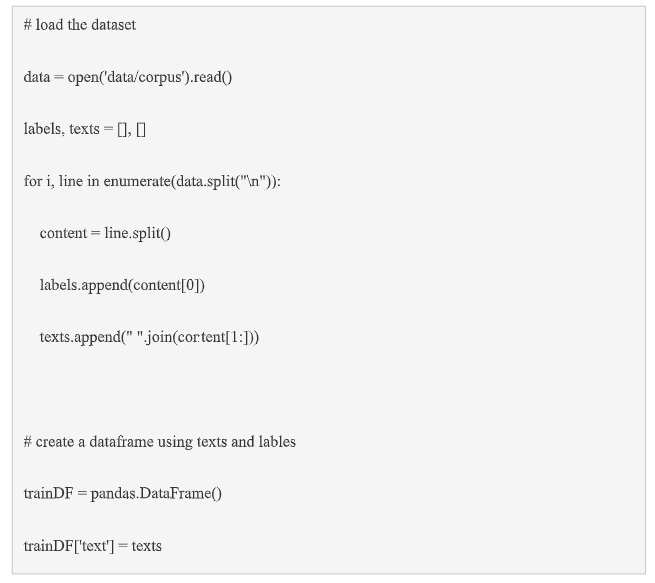 # load the dataset
data = open('data/corpus').read()
labels, texts = [], []
for i, line in enumerate(data.split("\n")):
content = line.split()
labels.append(content[0])
texts.append(" ".join(content[1:]))
# create a dataframe using texts and lables
trainDF = pandas.DataFrame()
trainDF['text'] = texts